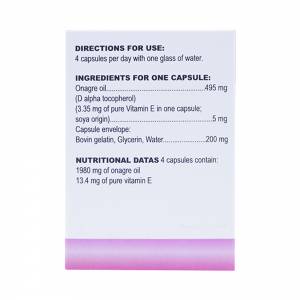 DIRECTIONS FOR USE:
4 capsules per day with one glass of water.
INGREDIENTS FOR ONE CAPSULE:
Onagre oil....................................495 mg
(D alpha tocopherol)
(3.35 mg of pure Vitamin E in one capsule;
soya origin)....................................5 mg
Capsule envelope:
Bovin gelatin, Glycerin, Water..........200 mg
NUTRITIONAL DATAS 4 capsules contain:
1980 mg of onagre oil
13.4 mg of pure vitamin E